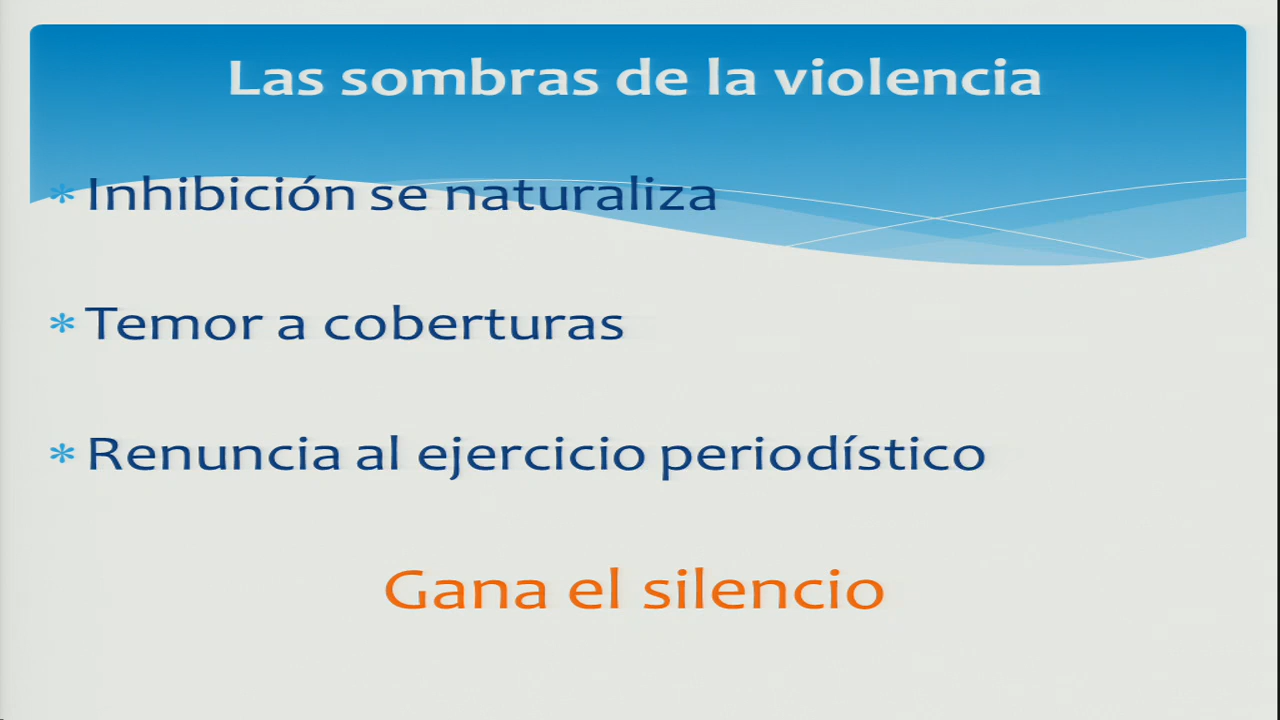 Las sombras de la violencia
* Inhibición se naturaliza
* Temor a coberturas
* Renuncia al ejercicio periodístico
Gana el silencio